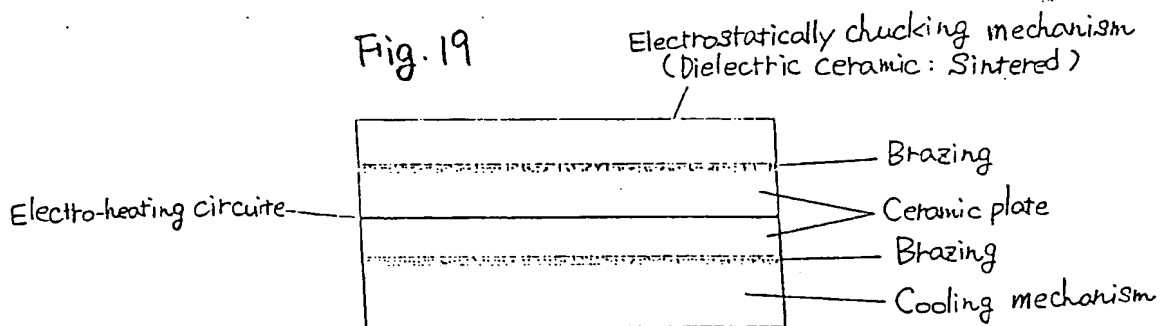 Fig. 19
Electrostatically chucking mechanism
(Dielectric ceramic : Sintered)
Brazing
Electro-heating circuite
Ceramic plate
Brazing
Cooling mechanism